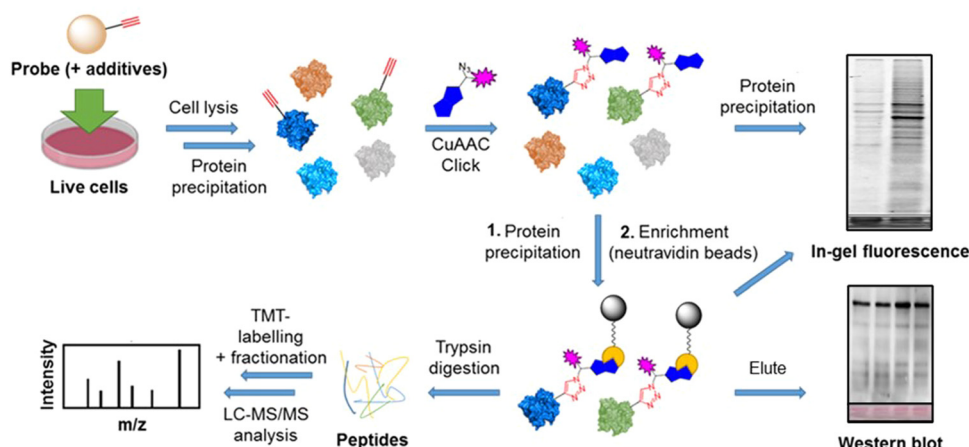 Probe (+ additives)
Live cells
Cell lysis
Protein
precipitation
N3
CuAAC
Click
N
N
N
N
N
N
Protein
precipitation
In-gel fluorescence
1. Protein
precipitation
2. Enrichment
(neutravidin beads)
Intensity
m/z
TMT-
labelling
+ fractionation
LC-MS/MS
analysis
Peptides
Trypsin
digestion
N
N
N
N
N
N
Elute
Western blot